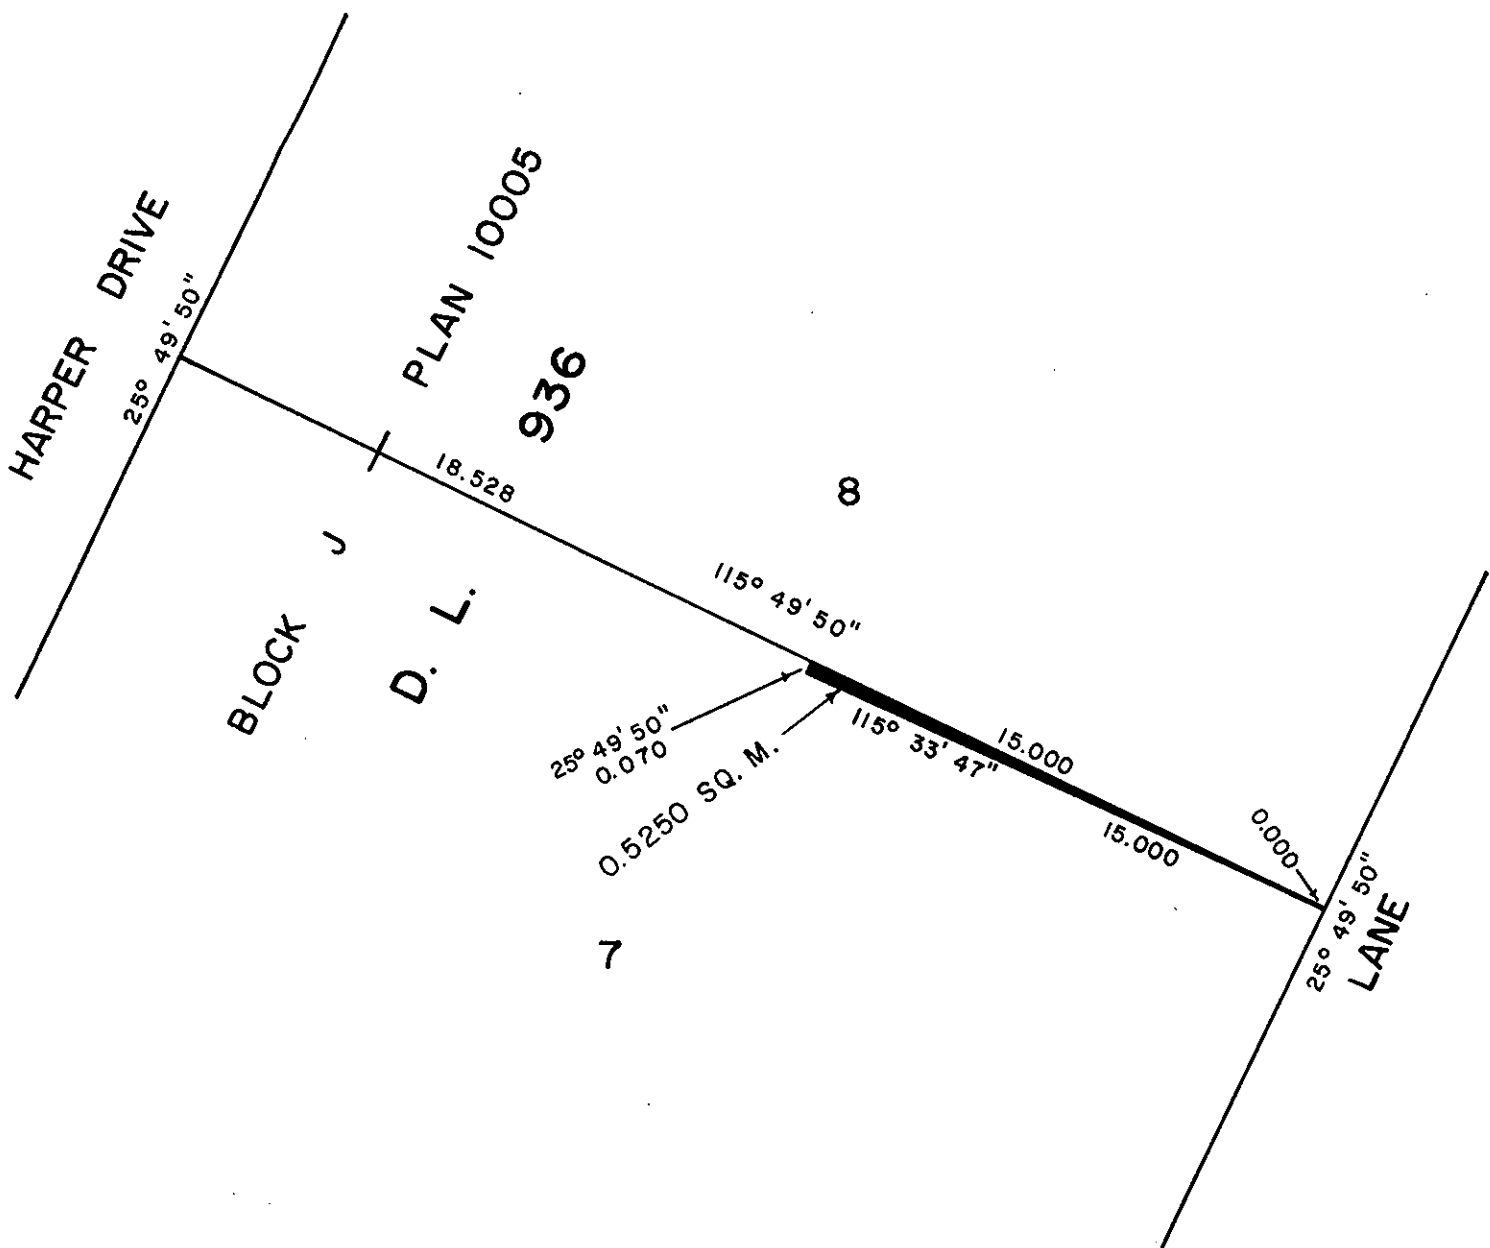 HARPER DRIVE
25° 49' 50"
PLAN 10005
936
18.528
8
BLOCK J
D. L.
115° 49' 50"
25° 49' 50"
0.070
0.5250 SQ. M.
115° 33' 47"
15.000
15.000
0.000
25° 49' 50"
LANE
7